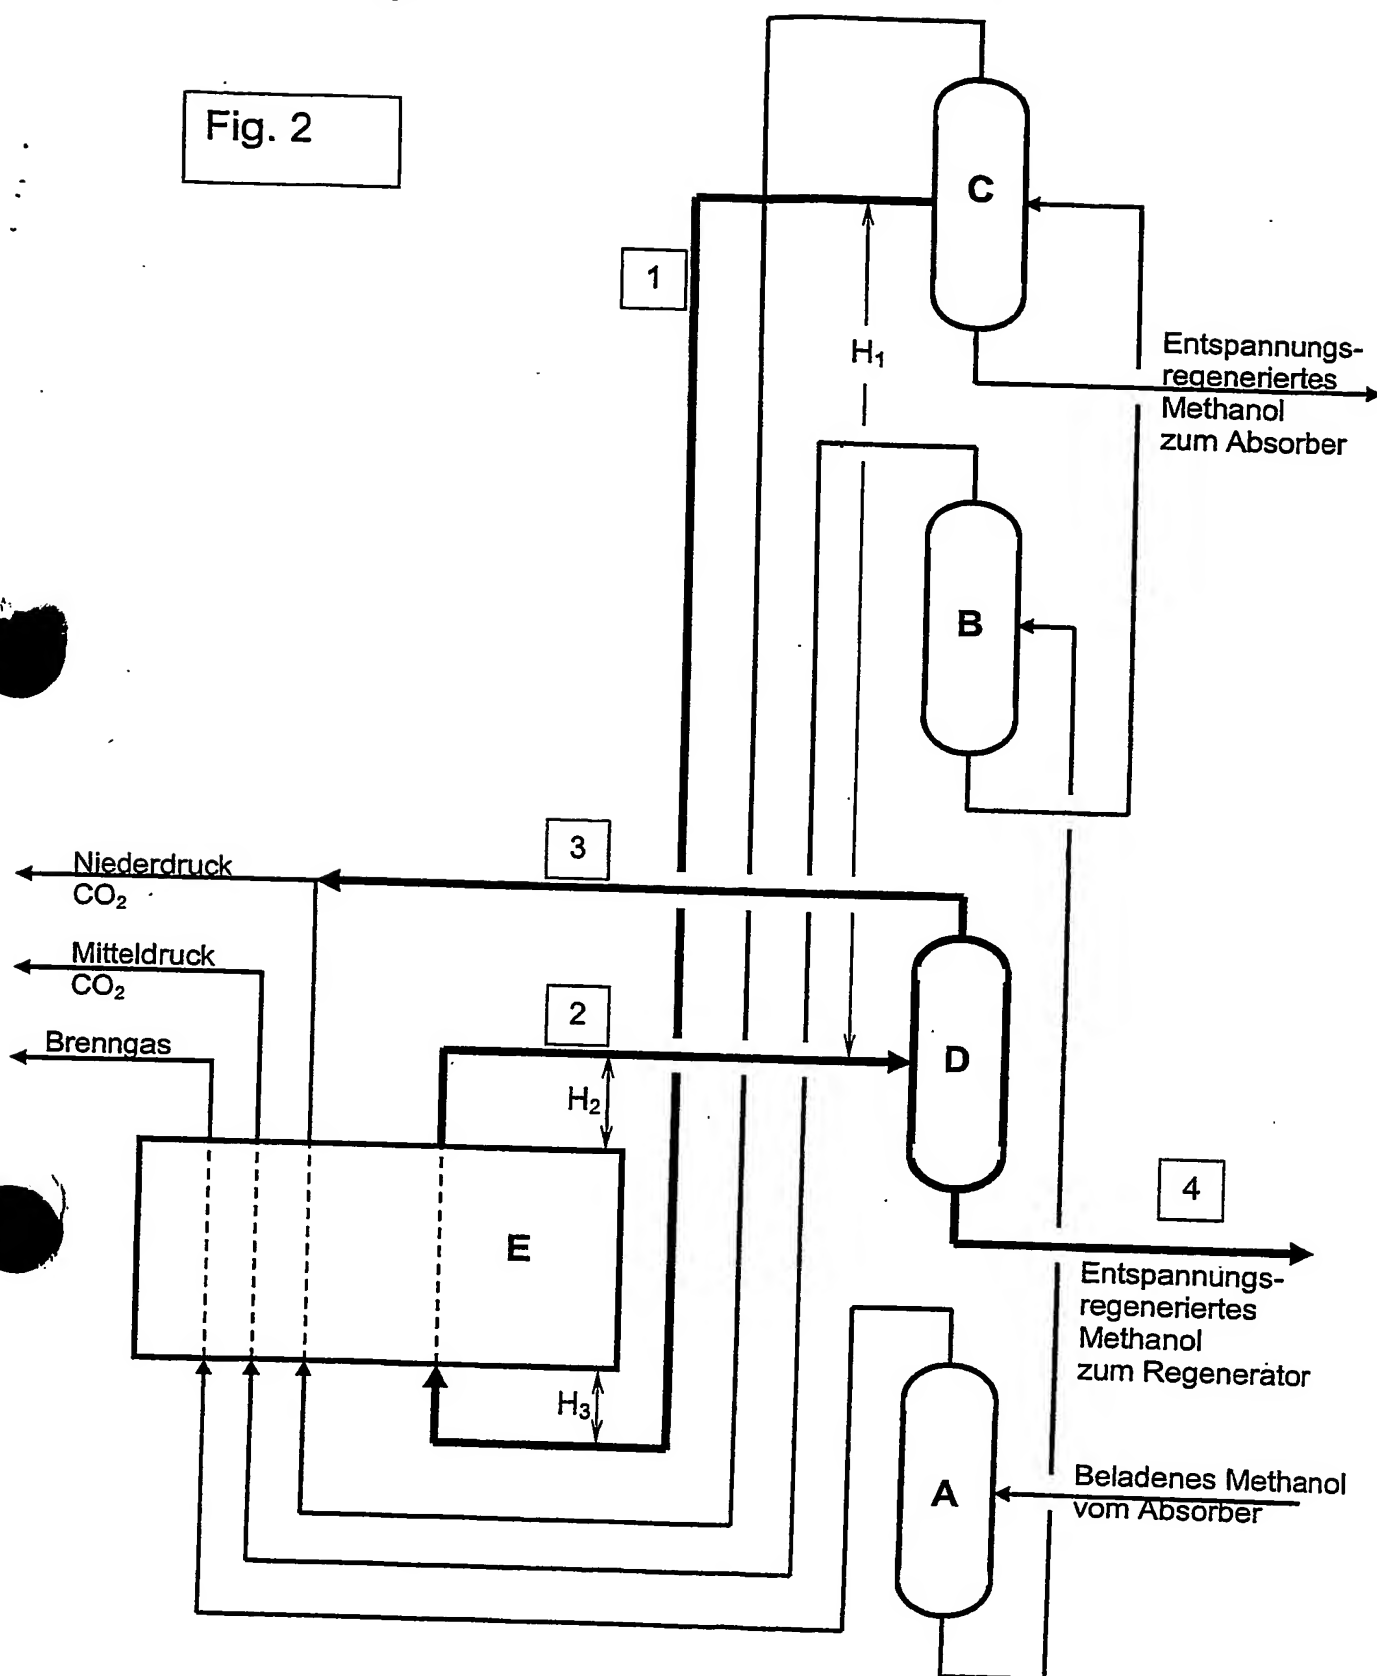 Fig. 2
C
1
H₁
Entspannungs-
regeneriertes
Methanol
zum Absorber
B
3
Niederdruck
CO₂
Mitteldruck
CO₂
2
Brenngas
D
H₂
4
E
Entspannungs-
regeneriertes
Methanol
zum Regenerator
H₃
A
Beladenes Methanol
vom Absorber